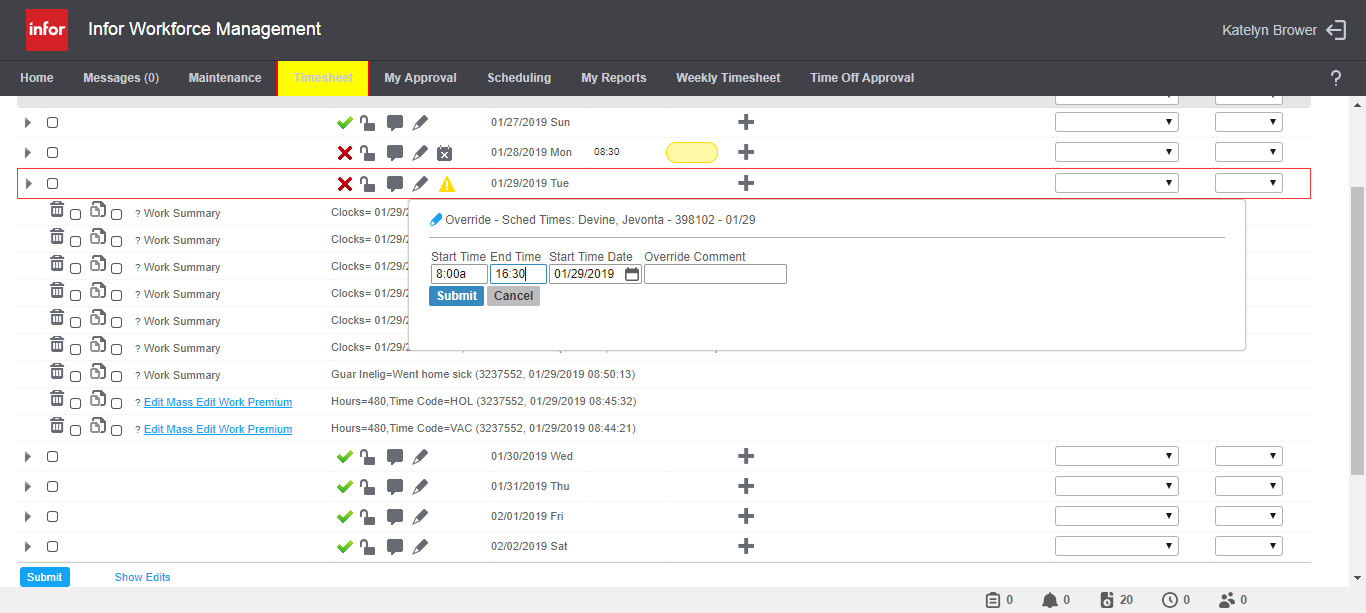 infor Infor Workforce Management Katelyn Brower
Home Messages (0) Maintenance Timesheet My Approval Scheduling My Reports Weekly Timesheet Time Off Approval ?
01/27/2019 Sun
01/28/2019 Mon 08:30
01/29/2019 Tue
? Work Summary Clocks= 01/29/2
Override - Sched Times: Devine, Jevonta - 398102 - 01/29
? Work Summary Clocks= 01/29/2
Start Time End Time Start Time Date Override Comment
? Work Summary Clocks= 01/29/2
8:00a 16:30 01/29/2019
? Work Summary Clocks= 01/29/2
Submit Cancel
? Work Summary Clocks= 01/29/2
? Work Summary Clocks= 01/29/2
? Work Summary Guar Inelig=Went home sick (3237552, 01/29/2019 08:50:13)
? Edit Mass Edit Work Premium Hours=480,Time Code=HOL (3237552, 01/29/2019 08:45:32)
? Edit Mass Edit Work Premium Hours=480,Time Code=VAC (3237552, 01/29/2019 08:44:21)
01/30/2019 Wed
01/31/2019 Thu
02/01/2019 Fri
02/02/2019 Sat
Submit Show Edits
0 0 20 0 0